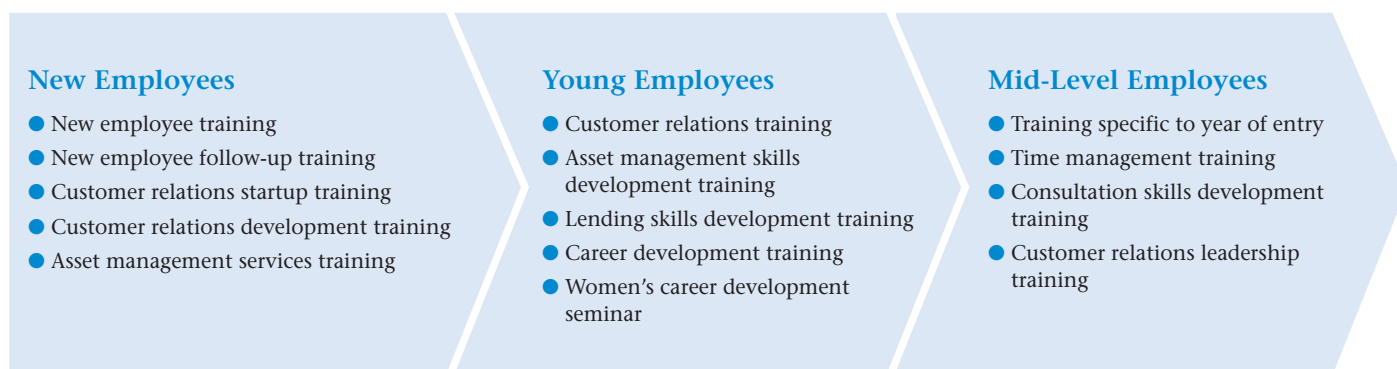 New Employees
● New employee training
● New employee follow-up training
● Customer relations startup training
● Customer relations development training
● Asset management services training
Young Employees
● Customer relations training
● Asset management skills
development training
● Lending skills development training
● Career development training
● Women’s career development
seminar
Mid-Level Employees
● Training specific to year of entry
● Time management training
● Consultation skills development
training
● Customer relations leadership
training